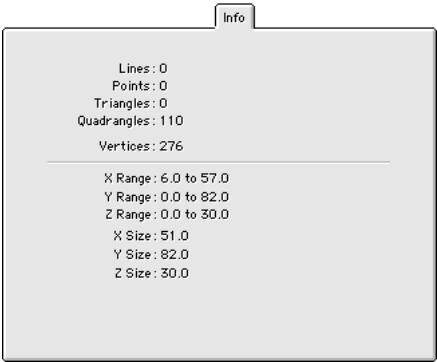 Info
Lines: 0
Points: 0
Triangles: 0
Quadrangles: 110
Vertices: 276
X Range: 6.0 to 57.0
Y Range: 0.0 to 82.0
Z Range: 0.0 to 30.0
X Size: 51.0
Y Size: 82.0
Z Size: 30.0